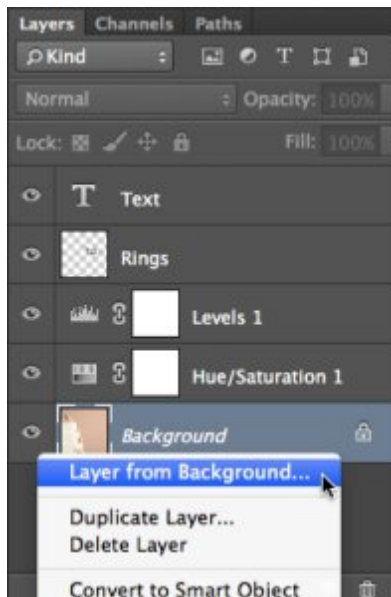 Layers Channels Paths
Kind
Normal Opacity: 100%
Lock: Fill: 100%
T Text
Rings
Levels 1
Hue/Saturation 1
Background
Layer from Background...
Duplicate Layer...
Delete Layer
Convert to Smart Object